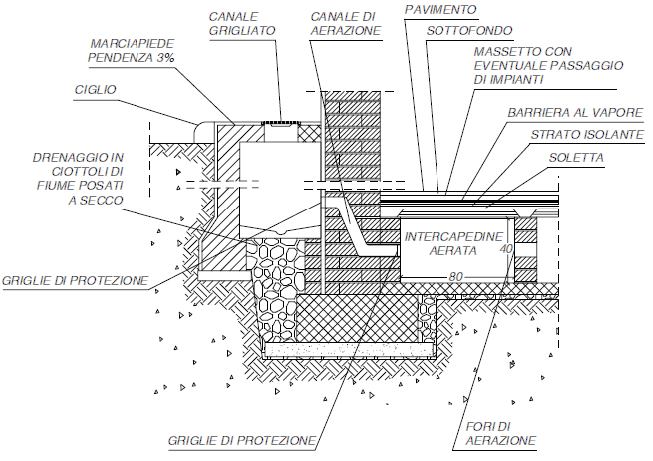 PAVIMENTO
CANALE
GRIGLIATO
CANALE DI
AERAZIONE
SOTTOFONDO
MARCIAPIEDE
PENDENZA 3%
MASSETTO CON
EVENTUALE PASSAGGIO
DI IMPIANTI
CIGLIO
BARRIERA AL VAPORE
STRATO ISOLANTE
DRENAGGIO IN
CIOTTOLI DI
FIUME POSATI
A SECCO
SOLETTA
INTERCAPEDINE
AERATA
40
80
GRIGLIE DI PROTEZIONE
GRIGLIE DI PROTEZIONE
FORI DI
AERAZIONE